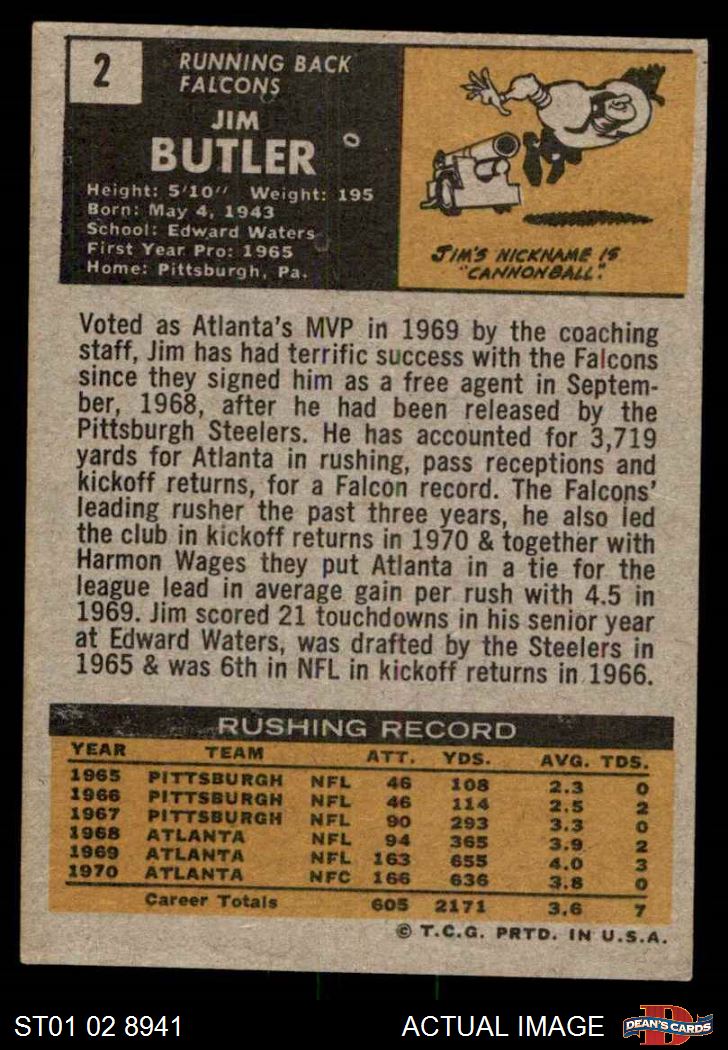 2
RUNNING BACK
FALCONS
JIM
BUTLER
Height: 5'10" Weight: 195
Born: May 4, 1943
School: Edward Waters
First Year Pro: 1965
Home: Pittsburgh, Pa.
JIM'S NICKNAME IS
"CANNONBALL".
Voted as Atlanta's MVP in 1969 by the coaching
staff, Jim has had terrific success with the Falcons
since they signed him as a free agent in Septem-
ber, 1968, after he had been released by the
Pittsburgh Steelers. He has accounted for 3,719
yards for Atlanta in rushing, pass receptions and
kickoff returns, for a Falcon record. The Falcons'
leading rusher the past three years, he also led
the club in kickoff returns in 1970 & together with
Harmon Wages they put Atlanta in a tie for the
league lead in average gain per rush with 4.5 in
1969. Jim scored 21 touchdowns in his senior year
at Edward Waters, was drafted by the Steelers in
1965 & was 6th in NFL in kickoff returns in 1966.
RUSHING RECORD
YEAR TEAM ATT. YDS. AVG. TDS.
1965 PITTSBURGH NFL 46 108 2.3 0
1966 PITTSBURGH NFL 46 114 2.5 2
1967 PITTSBURGH NFL 90 293 3.3 0
1968 ATLANTA NFL 94 365 3.9 2
1969 ATLANTA NFL 163 655 4.0 3
1970 ATLANTA NFC 166 636 3.8 0
Career Totals 605 2171 3.6 7
© T.C.G. PRTD. IN U.S.A.
ST01 02 8941 ACTUAL IMAGE DEAN'S CARDS